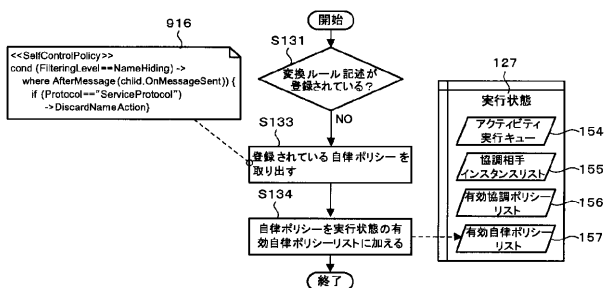 916
<<SelfControlPolicy>>
cond (FilteringLevel==NameHiding) ->
where AfterMessage(child.OnMessageSent)) {
if (Protocol=="ServiceProtocol")
->DiscardNameAction}
開始
S131
変換ルール記述が
登録されている？
NO
S133
登録されている自律ポリシーを
取り出す
S134
自律ポリシーを実行状態の有
効自律ポリシーリストに加える
終了
127
実行状態
アクティビティ
実行キュー
154
協調相手
インスタンスリスト
155
有効協調ポリシー
リスト
156
有効自律ポリシー
リスト
157